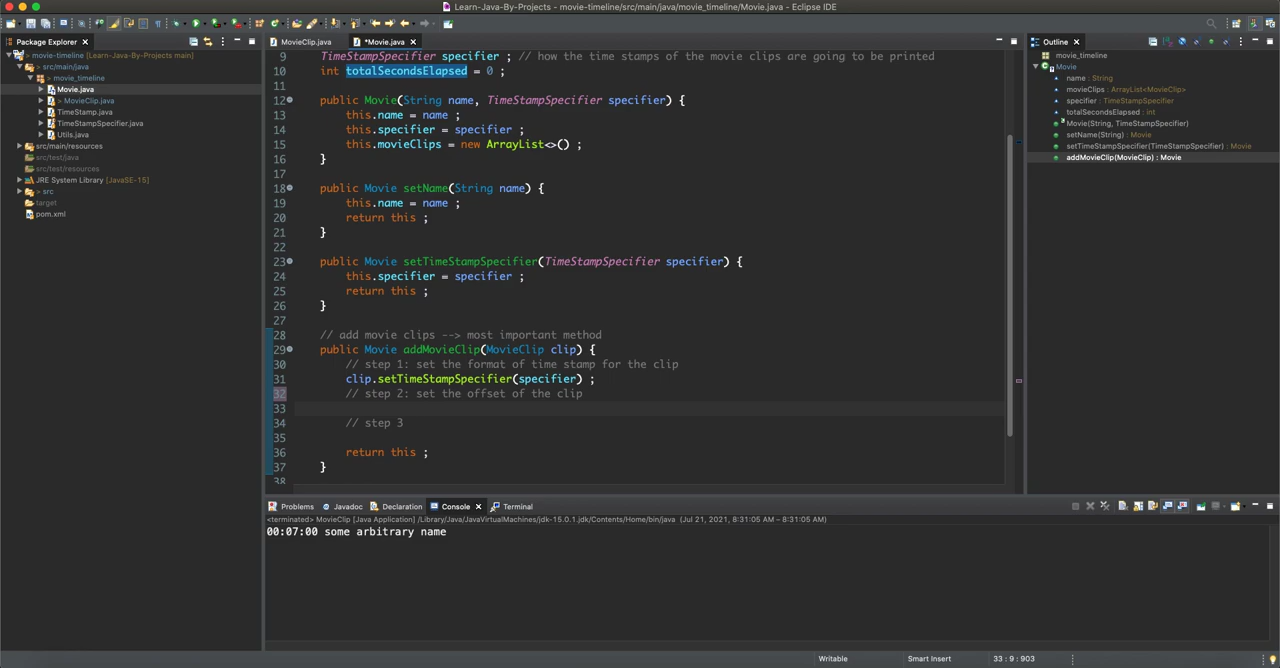 Learn-Java-By-Projects - movie-timeline/src/main/java/movie_timeline/Movie.java - Eclipse IDE
Package Explorer
movie-timeline [Learn-Java-By-Projects main]
> src/main/java
> movie_timeline
Movie.java
> MovieClip.java
TimeStamp.java
TimeStampSpecifier.java
Utils.java
src/main/resources
src/test/java
src/test/resources
JRE System Library [JavaSE-15]
> src
target
pom.xml
MovieClip.java
*Movie.java
9 TimeStampSpecifier specifier ; // how the time stamps of the movie clips are going to be printed
10 int totalSecondsElapsed = 0 ;
11
12 public Movie(String name, TimeStampSpecifier specifier) {
13 this.name = name ;
14 this.specifier = specifier ;
15 this.movieClips = new ArrayList<>() ;
16 }
17
18 public Movie setName(String name) {
19 this.name = name ;
20 return this ;
21 }
22
23 public Movie setTimeStampSpecifier(TimeStampSpecifier specifier) {
24 this.specifier = specifier ;
25 return this ;
26 }
27
28 // add movie clips --> most important method
29 public Movie addMovieClip(MovieClip clip) {
30 // step 1: set the format of time stamp for the clip
31 clip.setTimeStampSpecifier(specifier) ;
32 // step 2: set the offset of the clip
33
34 // step 3
35
36 return this ;
37 }
38
Outline
movie_timeline
Movie
name : String
movieClips : ArrayList<MovieClip>
specifier : TimeStampSpecifier
totalSecondsElapsed : int
Movie(String, TimeStampSpecifier)
setName(String) : Movie
setTimeStampSpecifier(TimeStampSpecifier) : Movie
addMovieClip(MovieClip) : Movie
Problems
Javadoc
Declaration
Console
Terminal
<terminated> MovieClip [Java Application] /Library/Java/JavaVirtualMachines/jdk-15.0.1.jdk/Contents/Home/bin/java (Jul 21, 2021, 8:31:05 AM – 8:31:05 AM)
00:07:00 some arbitrary name
Writable
Smart Insert
33 : 9 : 903